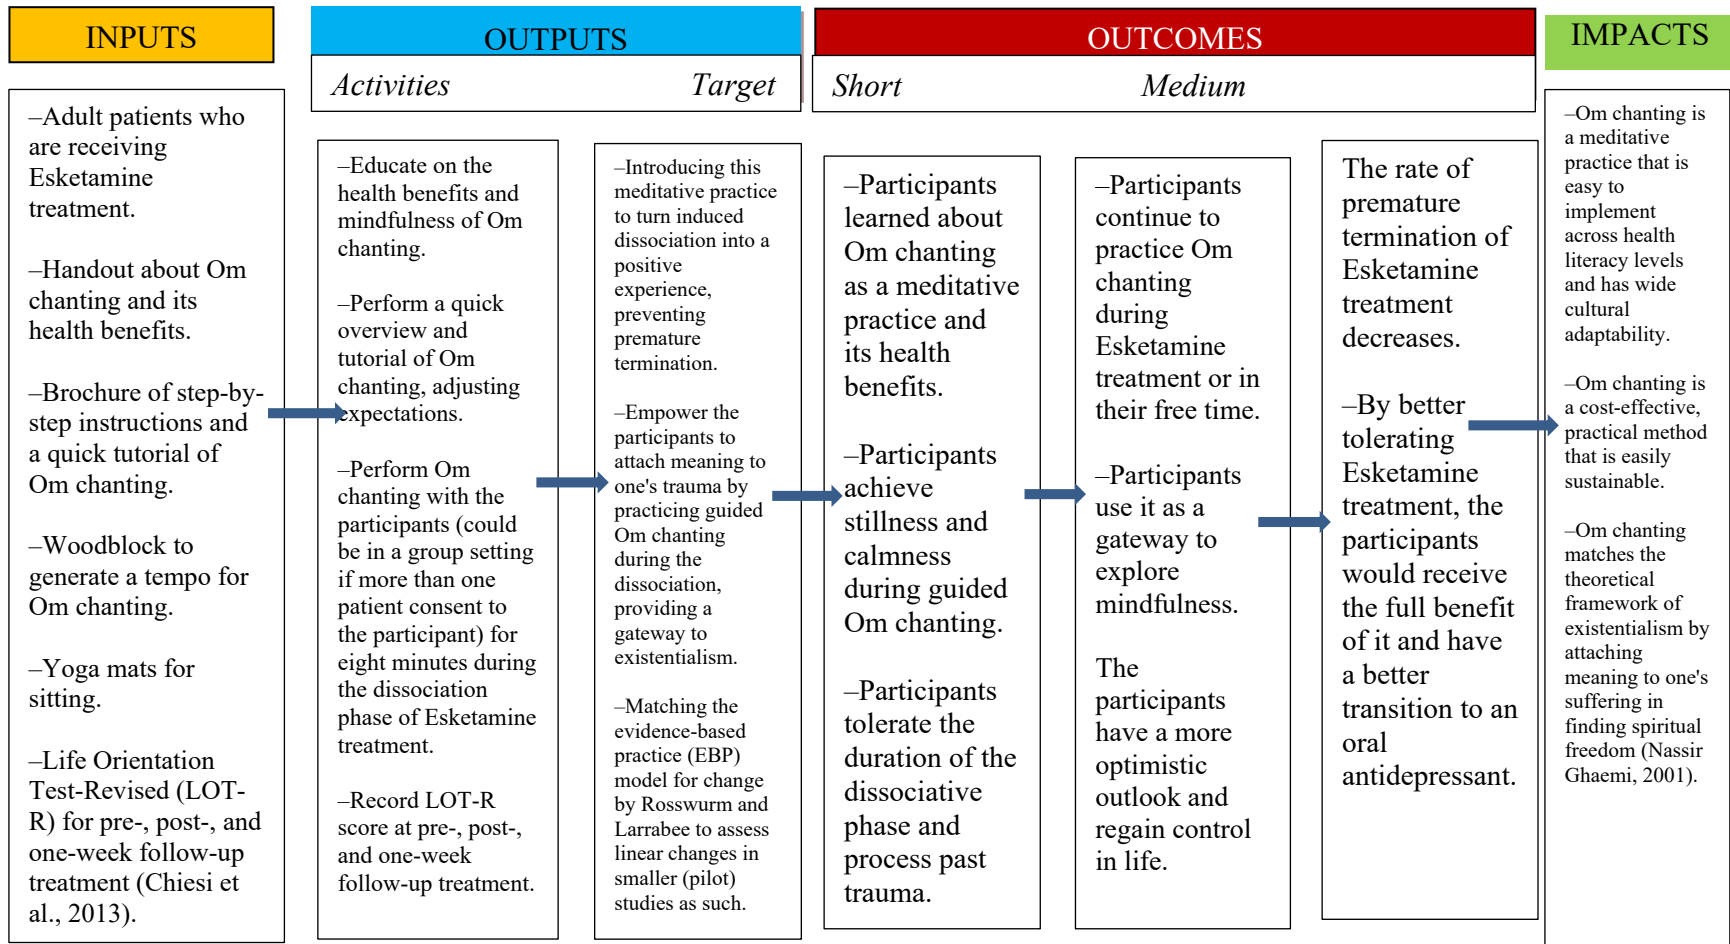 INPUTS
OUTPUTS
OUTCOMES
IMPACTS
Activities
Target
Short
Medium
–Adult patients who
are receiving
Esketamine
treatment.
–Handout about Om
chanting and its
health benefits.
–Brochure of step-by-
step instructions and
a quick tutorial of
Om chanting.
–Woodblock to
generate a tempo for
Om chanting.
–Yoga mats for
sitting.
–Life Orientation
Test-Revised (LOT-
R) for pre-, post-, and
one-week follow-up
treatment (Chiesi et
al., 2013).
–Educate on the
health benefits and
mindfulness of Om
chanting.
–Perform a quick
overview and
tutorial of Om
chanting, adjusting
expectations.
–Perform Om
chanting with the
participants (could
be in a group setting
if more than one
patient consent to
the participant) for
eight minutes during
the dissociation
phase of Esketamine
treatment.
–Record LOT-R
score at pre-, post-,
and one-week
follow-up treatment.
–Introducing this
meditative practice
to turn induced
dissociation into a
positive
experience,
preventing
premature
termination.
–Empower the
participants to
attach meaning to
one's trauma by
practicing guided
Om chanting
during the
dissociation,
providing a
gateway to
existentialism.
–Matching the
evidence-based
practice (EBP)
model for change
by Rosswurm and
Larrabee to assess
linear changes in
smaller (pilot)
studies as such.
–Participants
learned about
Om chanting
as a meditative
practice and
its health
benefits.
–Participants
achieve
stillness and
calmness
during guided
Om chanting.
–Participants
tolerate the
duration of the
dissociative
phase and
process past
trauma.
–Participants
continue to
practice Om
chanting
during
Esketamine
treatment or in
their free time.
–Participants
use it as a
gateway to
explore
mindfulness.
The
participants
have a more
optimistic
outlook and
regain control
in life.
The rate of
premature
termination of
Esketamine
treatment
decreases.
–By better
tolerating
Esketamine
treatment, the
participants
would receive
the full benefit
of it and have
a better
transition to an
oral
antidepressant.
–Om chanting is
a meditative
practice that is
easy to
implement
across health
literacy levels
and has wide
cultural
adaptability.
–Om chanting is
a cost-effective,
practical method
that is easily
sustainable.
–Om chanting
matches the
theoretical
framework of
existentialism by
attaching
meaning to one's
suffering in
finding spiritual
freedom (Nassir
Ghaemi, 2001).